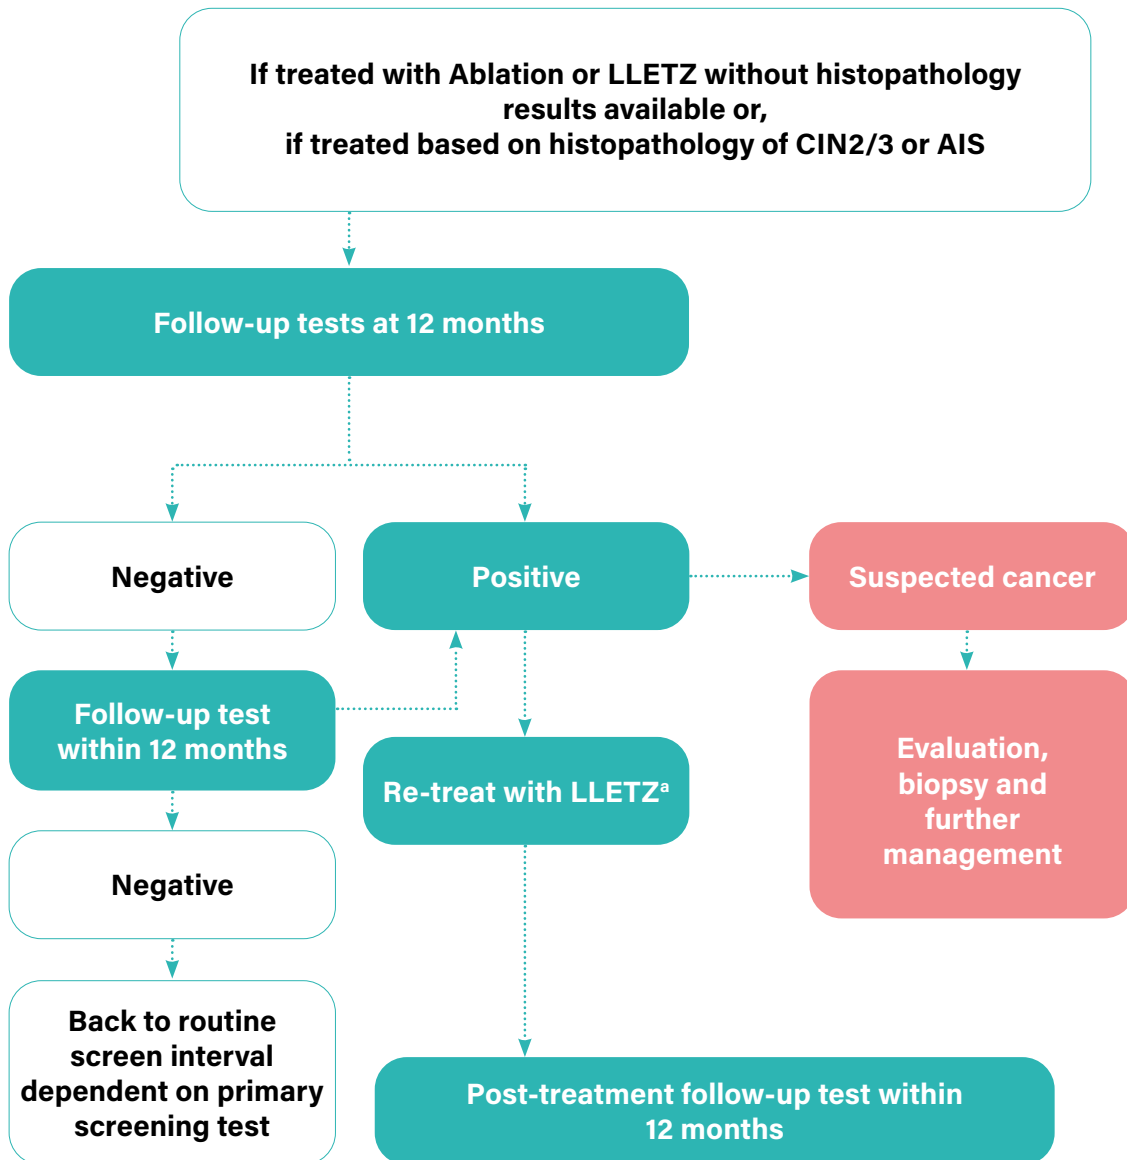 If treated with Ablation or LLETZ without histopathology
results available or,
if treated based on histopathology of CIN2/3 or AIS
Follow-up tests at 12 months
Negative
Positive
Suspected cancer
Follow-up test
within 12 months
Re-treat with LLETZᵃ
Evaluation,
biopsy and
further
management
Negative
Back to routine
screen interval
dependent on primary
screening test
Post-treatment follow-up test within
12 months